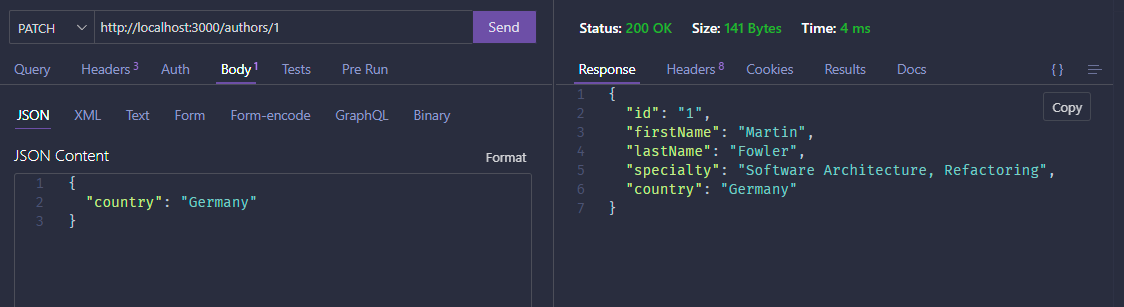 PATCH http://localhost:3000/authors/1 Send
Query Headers 3 Auth Body 1 Tests Pre Run
JSON XML Text Form Form-encode GraphQL Binary
JSON Content Format
1 {
2 "country": "Germany"
3 }
Status: 200 OK Size: 141 Bytes Time: 4 ms
Response Headers 8 Cookies Results Docs { }
Copy
1 {
2 "id": "1",
3 "firstName": "Martin",
4 "lastName": "Fowler",
5 "specialty": "Software Architecture, Refactoring",
6 "country": "Germany"
7 }